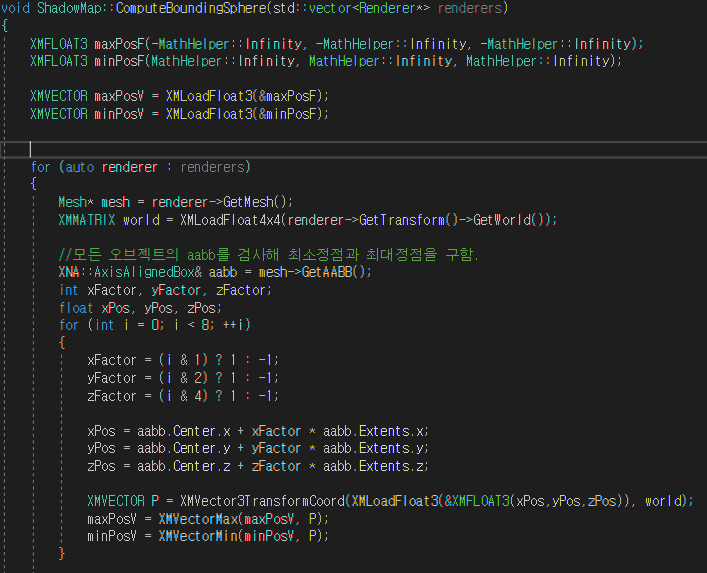 void ShadowMap::ComputeBoundingSphere(std::vector<Renderer*> renderers)
{
    XMFLOAT3 maxPosF(-MathHelper::Infinity, -MathHelper::Infinity, -MathHelper::Infinity);
    XMFLOAT3 minPosF(MathHelper::Infinity, MathHelper::Infinity, MathHelper::Infinity);

    XMVECTOR maxPosV = XMLoadFloat3(&maxPosF);
    XMVECTOR minPosV = XMLoadFloat3(&minPosF);

    for (auto renderer : renderers)
    {
        Mesh* mesh = renderer->GetMesh();
        XMMATRIX world = XMLoadFloat4x4(renderer->GetTransform()->GetWorld());

        //모든 오브젝트의 aabb를 검사해 최소정점과 최대정점을 구함.
        XNA::AxisAlignedBox& aabb = mesh->GetAABB();
        int xFactor, yFactor, zFactor;
        float xPos, yPos, zPos;
        for (int i = 0; i < 8; ++i)
        {
            xFactor = (i & 1) ? 1 : -1;
            yFactor = (i & 2) ? 1 : -1;
            zFactor = (i & 4) ? 1 : -1;

            xPos = aabb.Center.x + xFactor * aabb.Extents.x;
            yPos = aabb.Center.y + yFactor * aabb.Extents.y;
            zPos = aabb.Center.z + zFactor * aabb.Extents.z;

            XMVECTOR P = XMVector3TransformCoord(XMLoadFloat3(&XMFLOAT3(xPos,yPos,zPos)), world);
            maxPosV = XMVectorMax(maxPosV, P);
            minPosV = XMVectorMin(minPosV, P);
        }